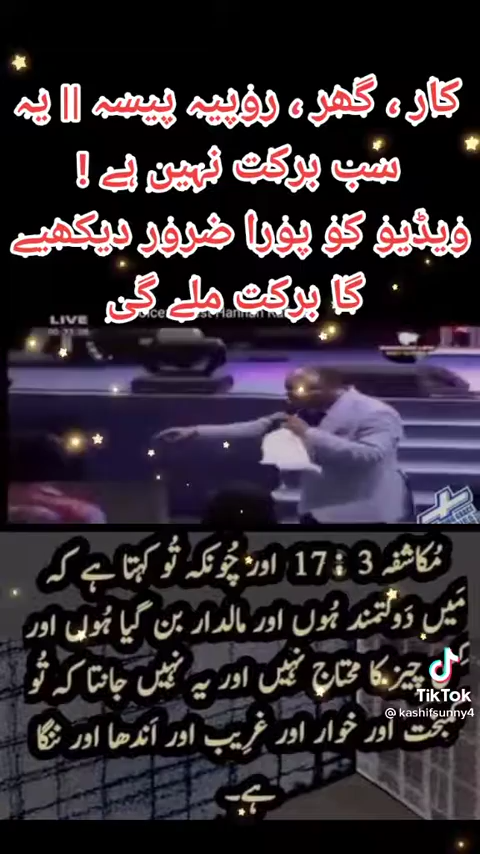 کار ، گھر ، روپیہ پیسہ || یہ
سب برکت نہیں ہے !
ویڈیو کو پورا ضرور دیکھیے
گا برکت ملے گی
LIVE
مُکاشفہ 3 : 17 اور چُونکہ تُو کہتا ہے کہ
مَیں دَولتمند ہُوں اور مالدار بن گیا ہُوں اور
چیز کا محتاج نہیں اور یہ نہیں جانتا کہ تُو
اور خوار اور غرِیب اور اندھا اور ننگا
ہے۔
TikTok
@ kashifsunny4